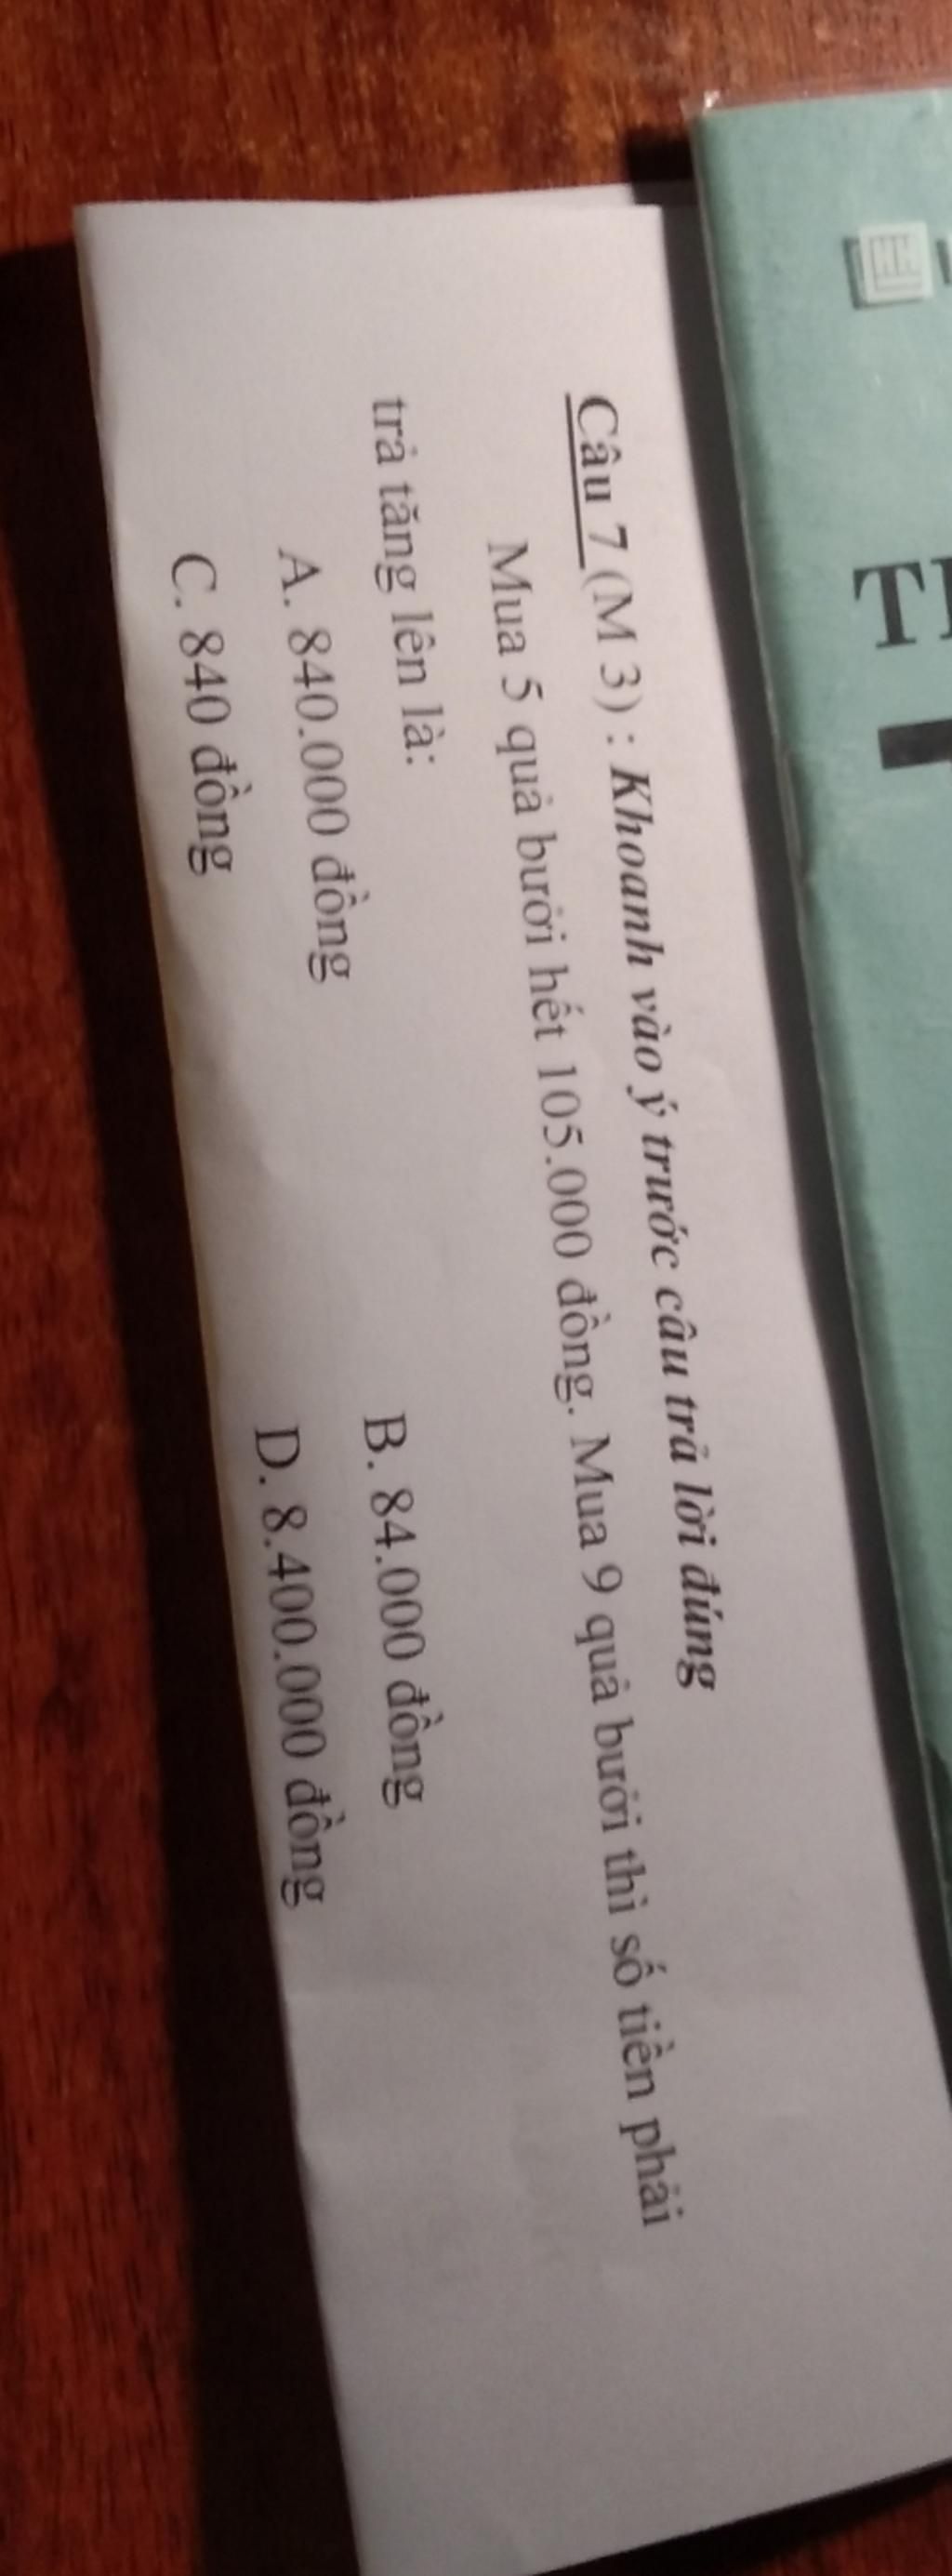 Câu 7 (M 3) : Khoanh vào ý trước câu trả lời đúng
Mua 5 quả bưởi hết 105.000 đồng. Mua 9 quả bưởi thì số tiền phải
trả tăng lên là:
A. 840.000 đồng B. 84.000 đồng
C. 840 đồng D. 8.400.000 đồng